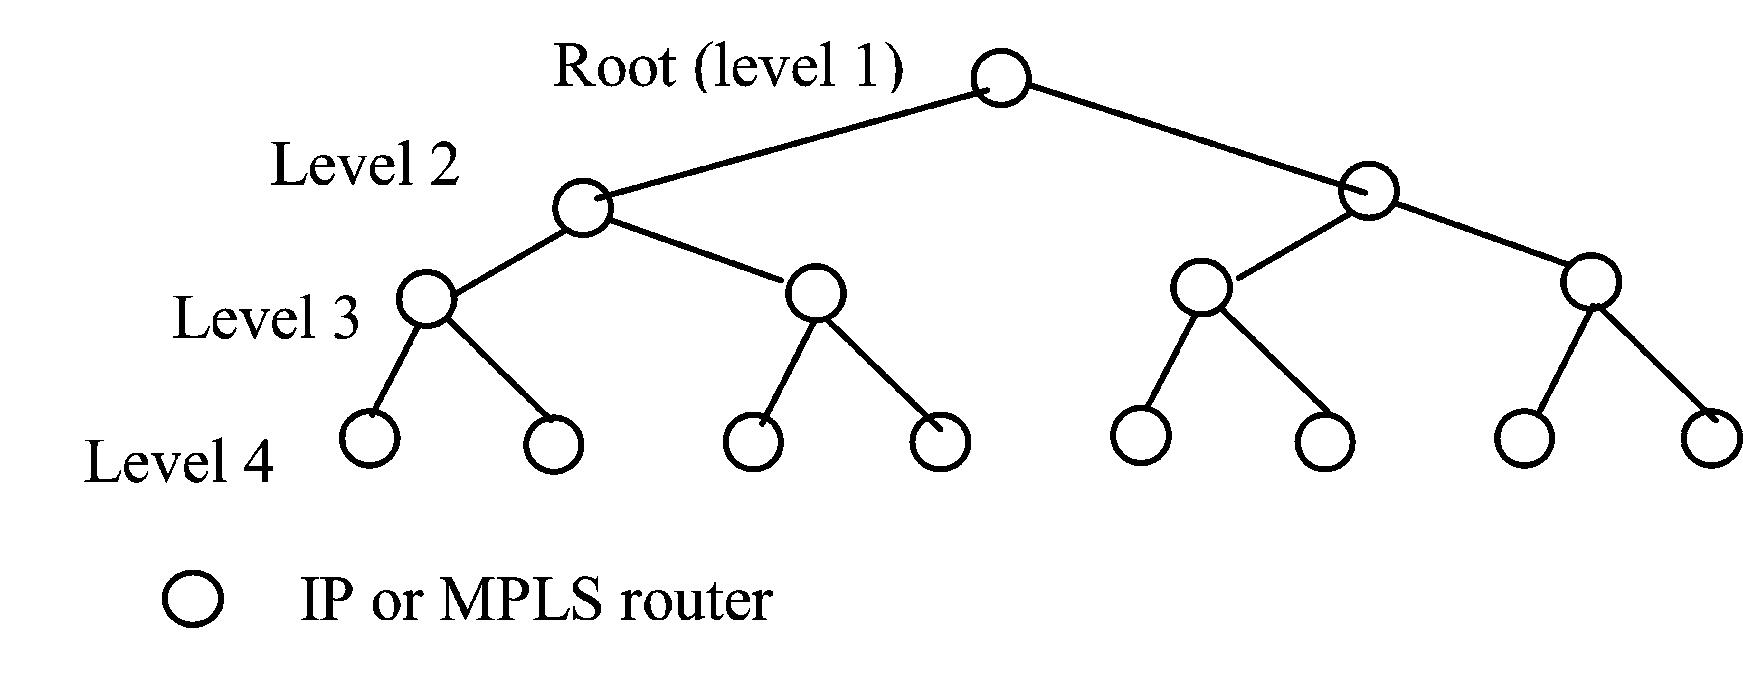 Root (level 1)
Level 2
Level 3
Level 4
IP or MPLS router